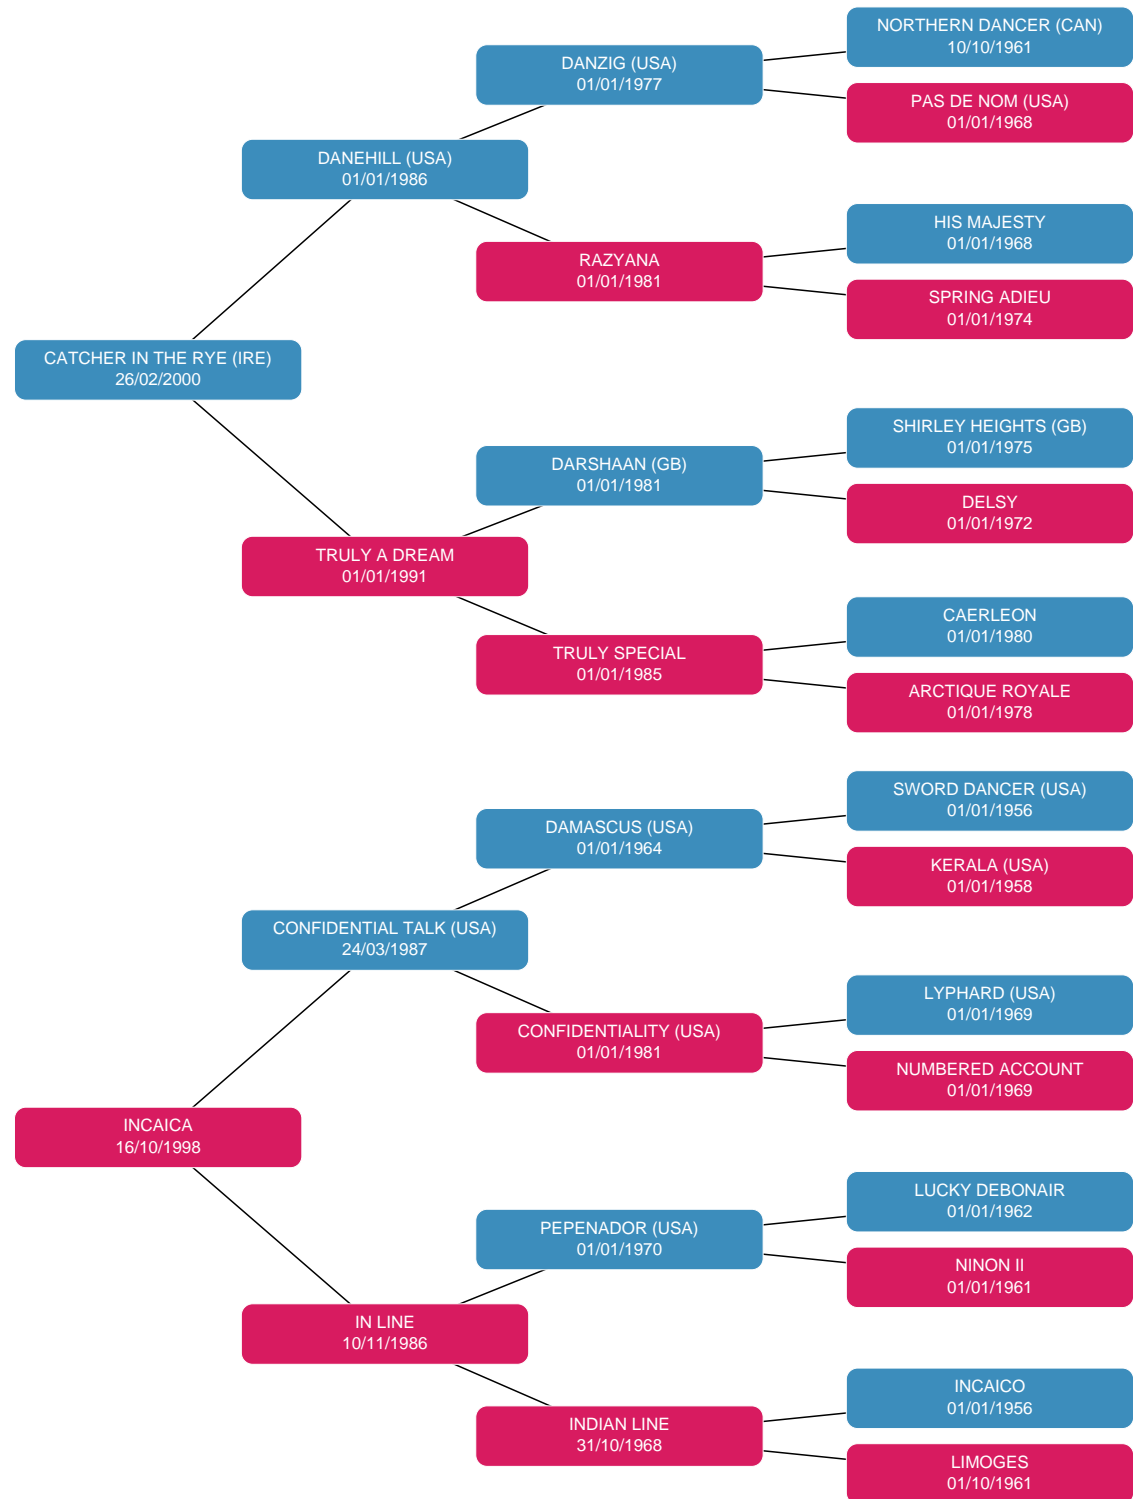 NORTHERN DANCER (CAN)
10/10/1961
DANZIG (USA)
01/01/1977
PAS DE NOM (USA)
01/01/1968
DANEHILL (USA)
01/01/1986
HIS MAJESTY
01/01/1968
RAZYANA
01/01/1981
SPRING ADIEU
01/01/1974
CATCHER IN THE RYE (IRE)
26/02/2000
SHIRLEY HEIGHTS (GB)
01/01/1975
DARSHAAN (GB)
01/01/1981
DELSY
01/01/1972
TRULY A DREAM
01/01/1991
CAERLEON
01/01/1980
TRULY SPECIAL
01/01/1985
ARCTIQUE ROYALE
01/01/1978
SWORD DANCER (USA)
01/01/1956
DAMASCUS (USA)
01/01/1964
KERALA (USA)
01/01/1958
CONFIDENTIAL TALK (USA)
24/03/1987
LYPHARD (USA)
01/01/1969
CONFIDENTIALITY (USA)
01/01/1981
NUMBERED ACCOUNT
01/01/1969
INCAICA
16/10/1998
LUCKY DEBONAIR
01/01/1962
PEPENADOR (USA)
01/01/1970
NINON II
01/01/1961
IN LINE
10/11/1986
INCAICO
01/01/1956
INDIAN LINE
31/10/1968
LIMOGES
01/10/1961